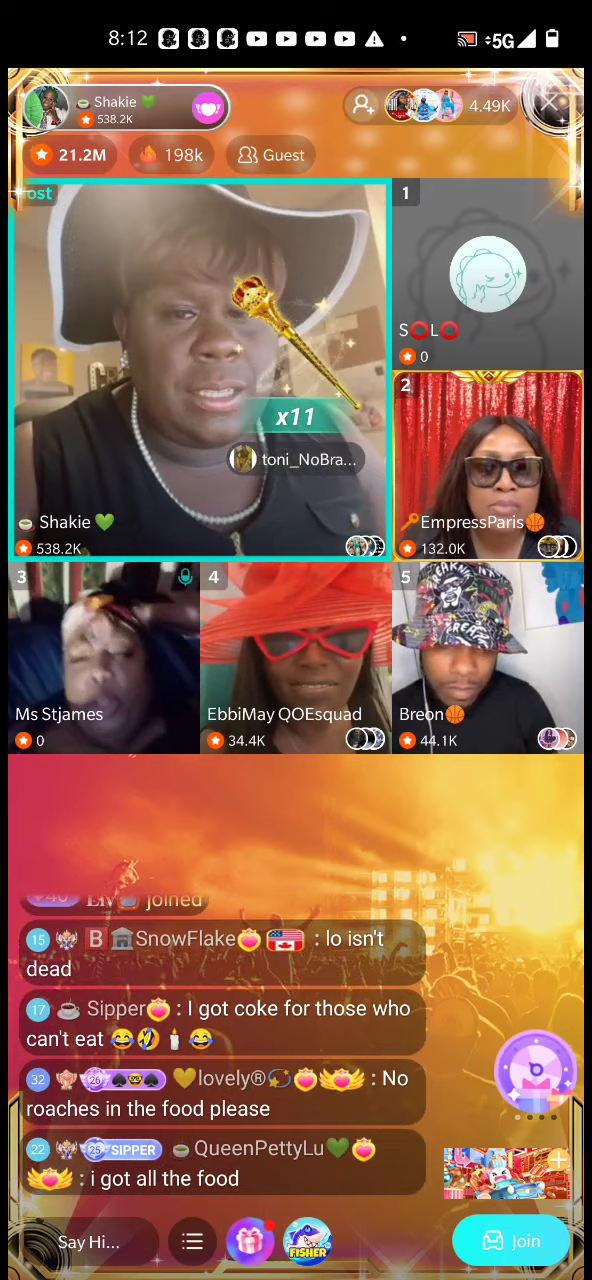 8:12
5G
🍵 Shakie 💚
538.2K
4.49K
21.2M
198k
Guest
ost
1
S⭕L⭕
0
x11
toni_NoBra...
🍵 Shakie 💚
538.2K
2
🔑EmpressParis🏀
132.0K
3
Ms Stjames
0
4
EbbiMay QOEsquad
34.4K
5
Breon🏀
44.1K
joined
15 B SnowFlake : lo isn't
dead
17 ☕ Sipper : I got coke for those who
can't eat 😂🤣🕯️😂
32 26 ♠🤓♠ 💛lovely®💫 : No
roaches in the food please
22 25 SIPPER 🍵QueenPettyLu💚
: i got all the food
Say Hi...
FISHER
Join